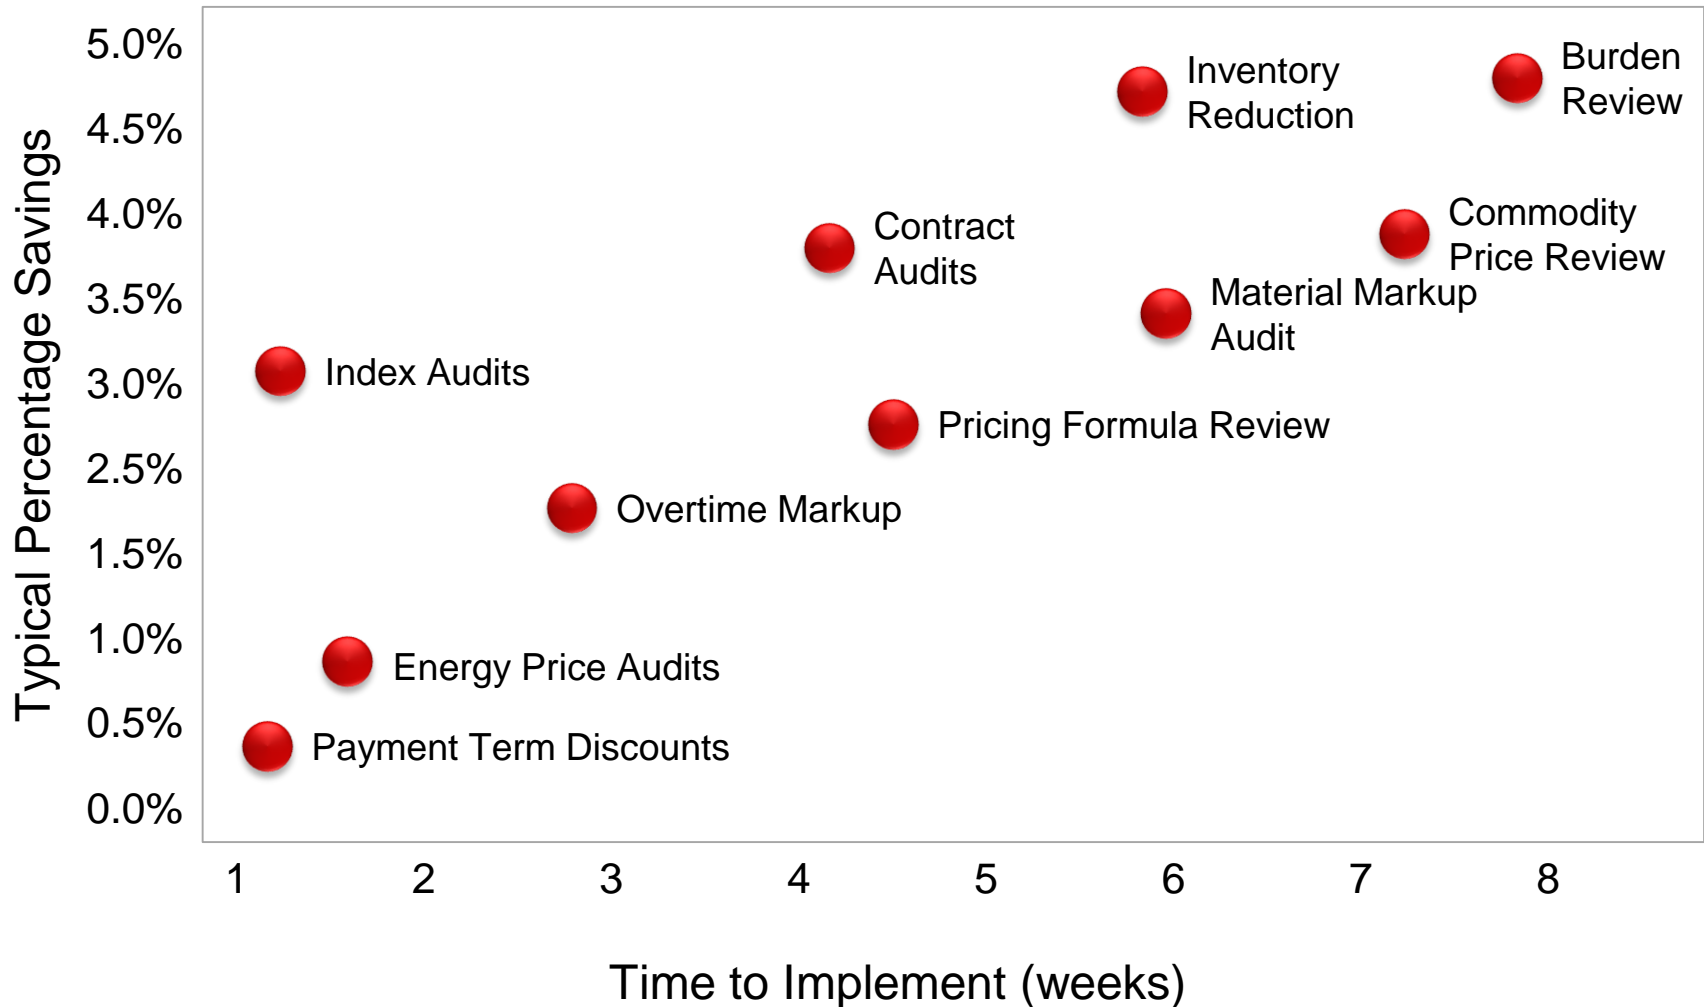 Typical Percentage Savings
5.0%
4.5%
4.0%
3.5%
3.0%
2.5%
1.5%
1.0%
0.5%
0.0%
Inventory
Reduction
Burden
Review
Contract
Audits
Commodity
Price Review
Material Markup
Audit
Index Audits
Pricing Formula Review
Overtime Markup
Energy Price Audits
Payment Term Discounts
1 2 3 4 5 6 7 8
Time to Implement (weeks)